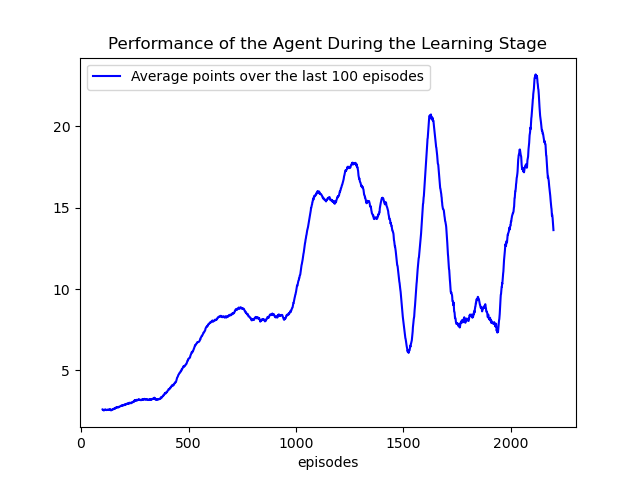 Performance of the Agent During the Learning Stage
Average points over the last 100 episodes
20
15
10
5
0 500 1000 1500 2000
episodes